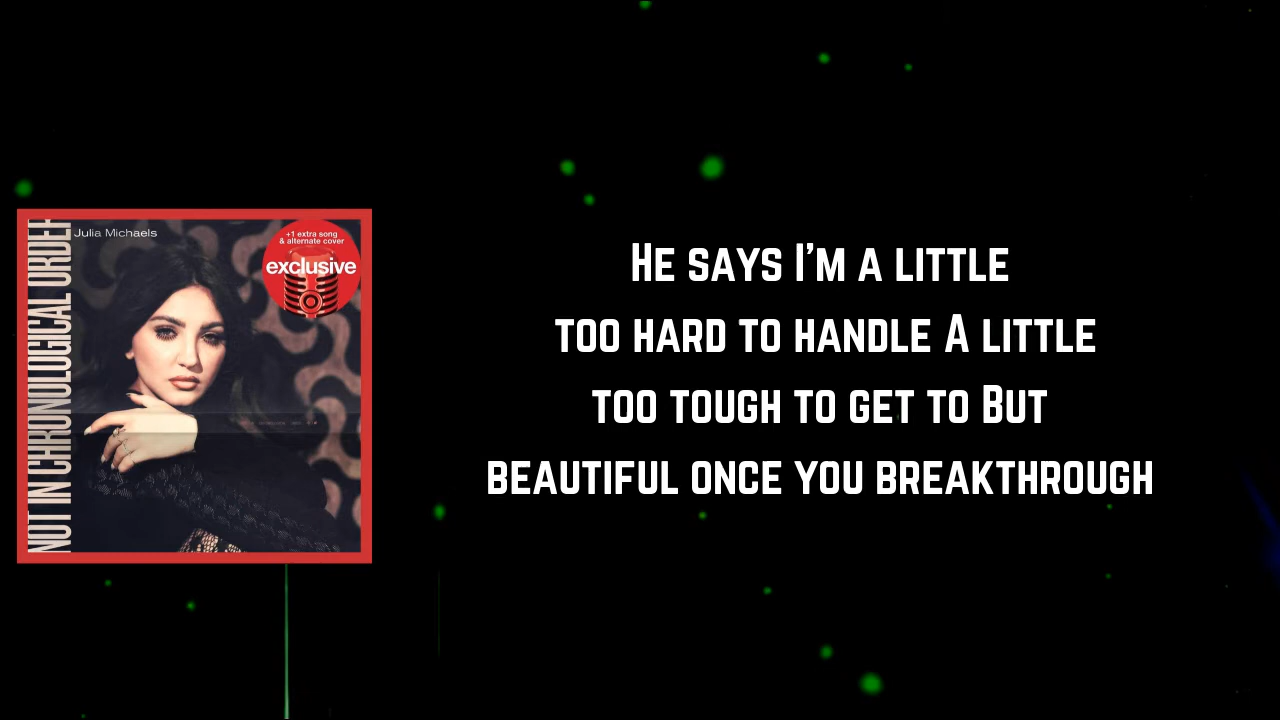 Julia Michaels
NOT IN CHRONOLOGICAL ORDER
+1 extra song
& alternate cover
exclusive
He says I'm a little
too hard to handle A little
too tough to get to But
beautiful once you breakthrough